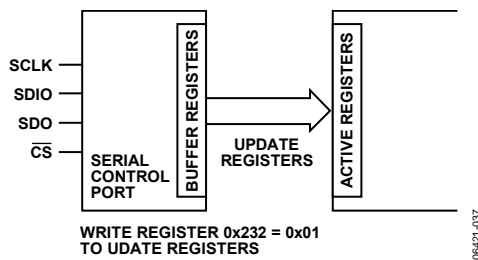 SCLK
SDIO
SDO
CS
SERIAL
CONTROL
PORT
BUFFER REGISTERS
UPDATE
REGISTERS
ACTIVE REGISTERS
WRITE REGISTER 0x232 = 0x01
TO UDATE REGISTERS
06421-037